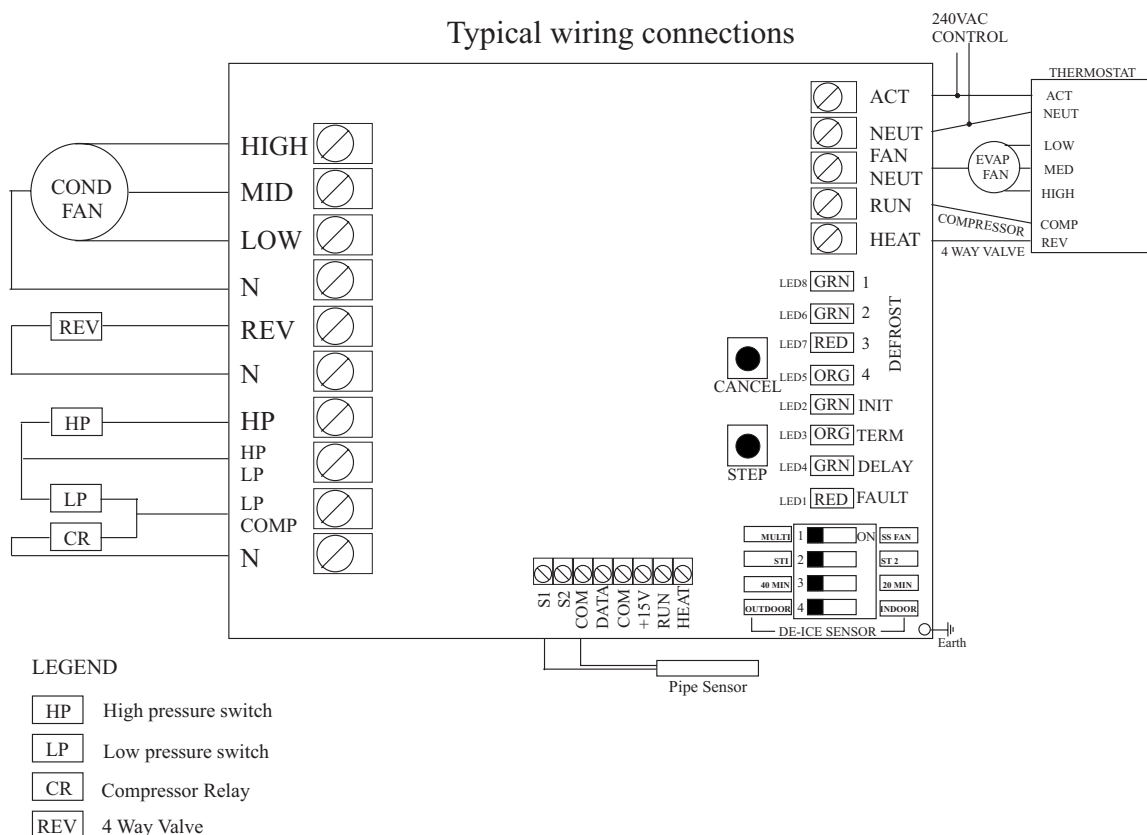 Typical wiring connections
240VAC
CONTROL
THERMOSTAT
ACT
NEUT
LOW
MED
HIGH
COMP
REV
EVAP
FAN
COMPRESSOR
4 WAY VALVE
ACT
NEUT
FAN
NEUT
RUN
HEAT
COND
FAN
HIGH
MID
LOW
N
REV
REV
N
HP
HP
HP
LP
LP
LP
COMP
CR
N
LED8 GRN 1
LED6 GRN 2
LED7 RED 3
LED5 ORG 4
DEFROST
LED2 GRN INIT
LED3 ORG TERM
LED4 GRN DELAY
LED1 RED FAULT
CANCEL
STEP
MULTI 1 ON SS FAN
STI 2 ST 2
40 MIN 3 20 MIN
OUTDOOR 4 INDOOR
DE-ICE SENSOR
Earth
S1
S2
COM
DATA
COM
+15V
RUN
HEAT
Pipe Sensor
LEGEND
HP High pressure switch
LP Low pressure switch
CR Compressor Relay
REV 4 Way Valve